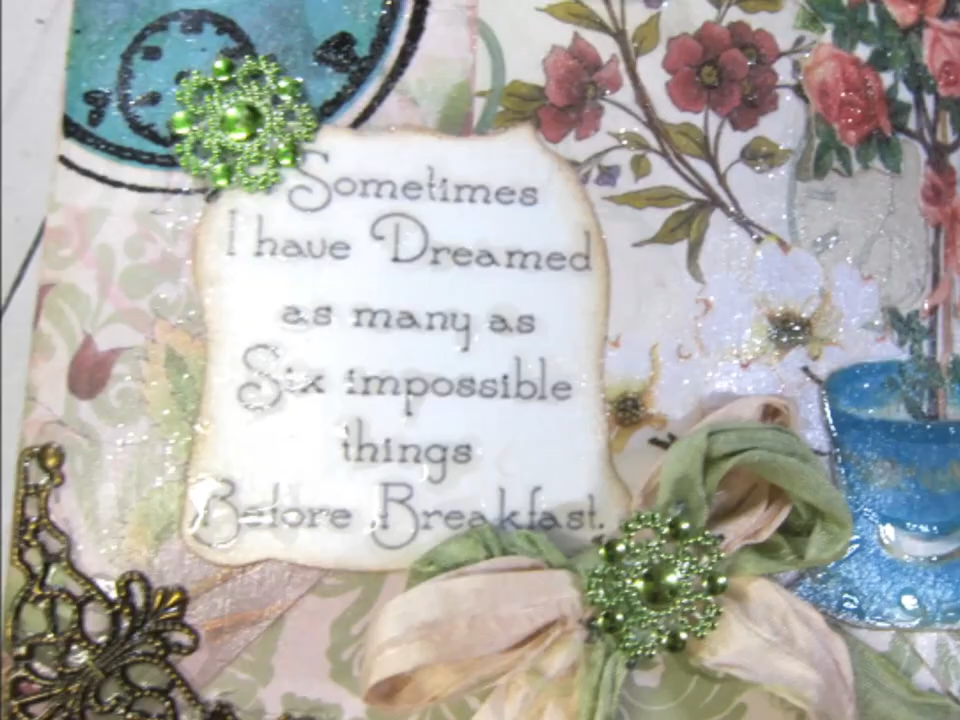 Sometimes
I have Dreamed
as many as
Six impossible
things
Before Breakfast.